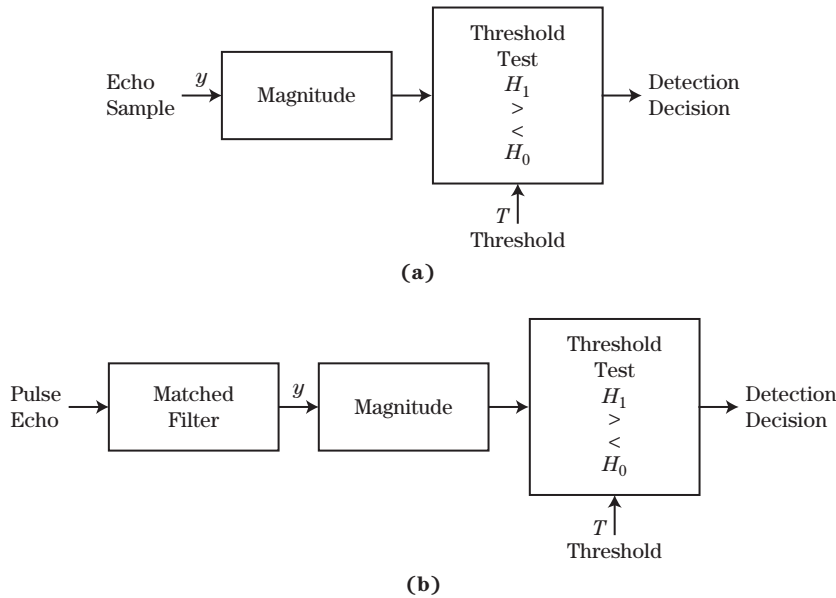 Threshold
Test
H1
>
<
H0
Echo
Sample
y
Magnitude
Detection
Decision
T
Threshold
(a)
Threshold
Test
H1
>
<
H0
Pulse
Echo
Matched
Filter
y
Magnitude
Detection
Decision
T
Threshold
(b)